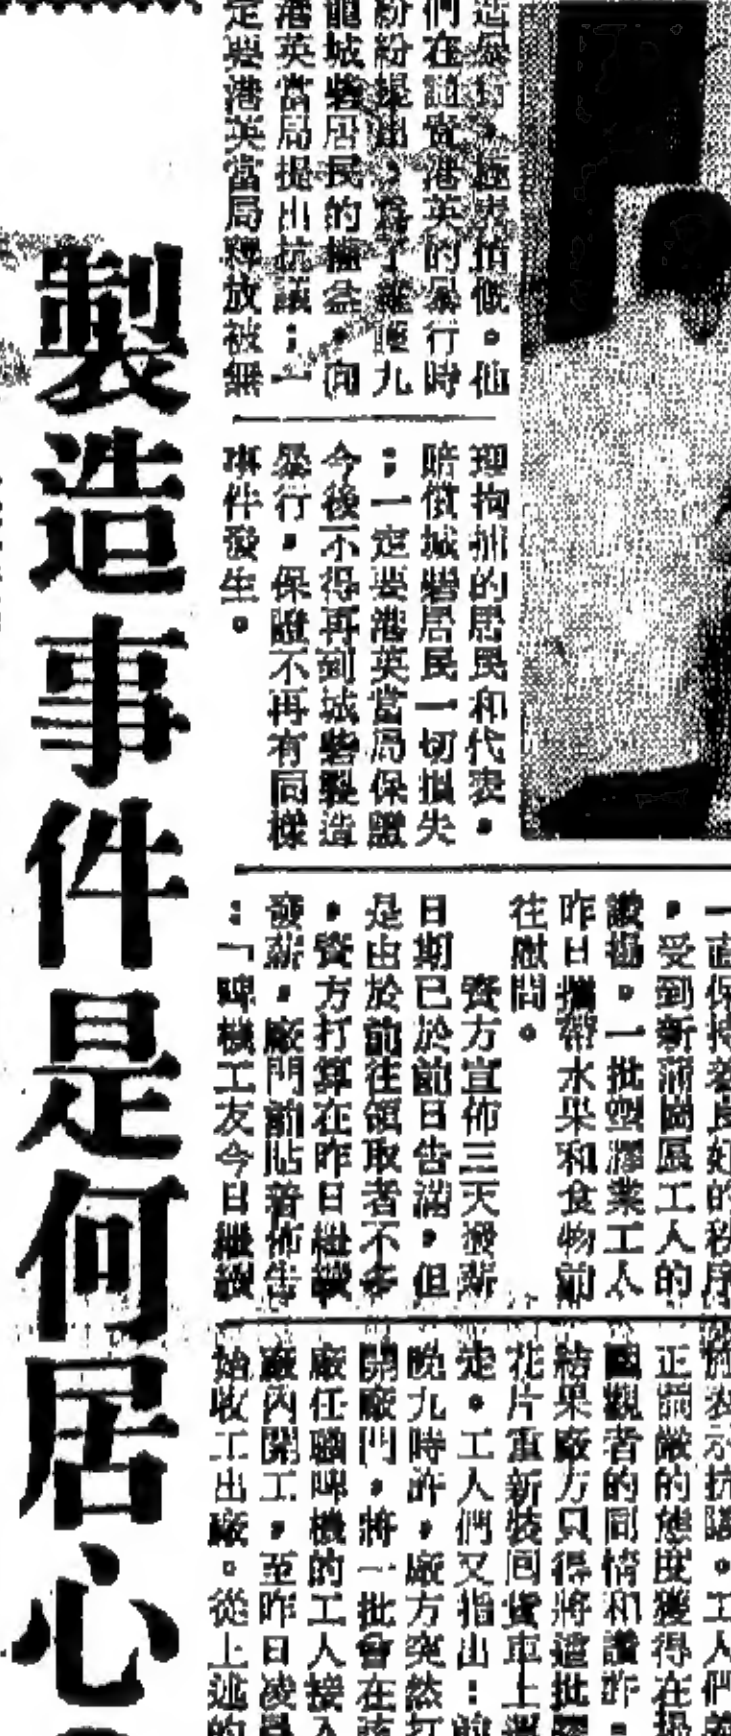 造暴行，極表憤慨。他
們在譴責港英的暴行時
紛紛提出，爲了維護九
龍城砦居民的權益，向
港英當局提出抗議；一
定要港英當局釋放被無
理拘捕的居民和代表，
賠償城砦居民一切損失
；一定要港英當局保證
今後不得再到城砦製造
暴行，保證不再有同樣
事件發生。
一直保持着良好的秩序
，受到新蒲崗區工人的
讚揚。一批塑膠業工人
昨日攜帶水果和食物前
往慰問。
資方宣佈三天發薪
日期已於前日告滿，但
是由於前往領取者不多
，資方打算在昨日繼續
發薪，廠門前貼着佈告
：「啤機工友今日繼續
表示抗議。工人們
正嚴的態度獲得在
圍觀者的同情和讚許，
結果廠方只得將這批
花片重新裝回貨車上
走。工人們又指出：
晚九時許，廠方突然打
開廠門，將一批會在該
廠任職啤機的工人接入
廠內開工，至昨日凌晨
始收工出廠。從上述的
製造事件是何居心